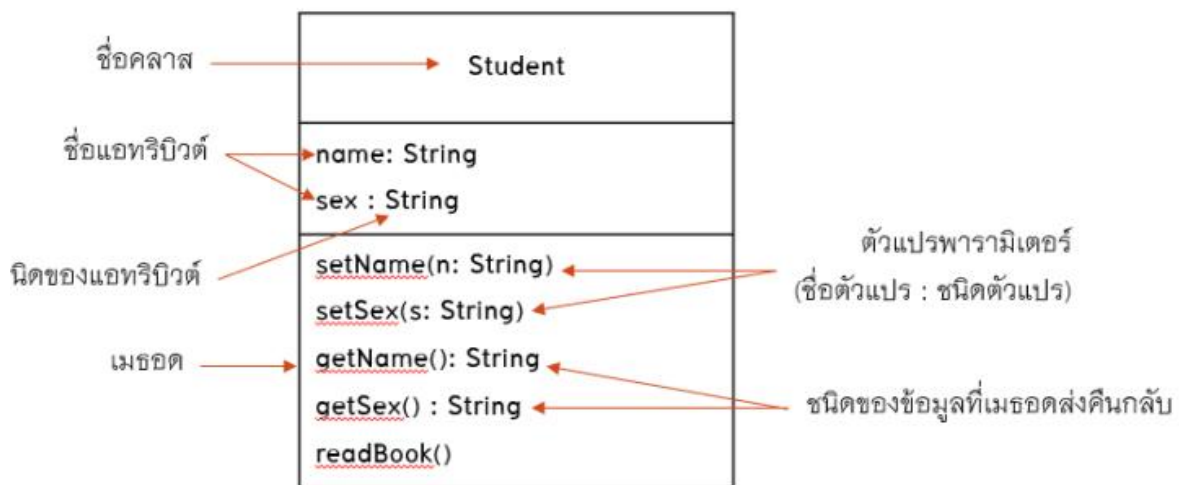 ชื่อคลาส
Student
ชื่อแอทริบิวต์
name: String
sex : String
นิดของแอทริบิวต์
ตัวแปรพารามิเตอร์
(ชื่อตัวแปร : ชนิดตัวแปร)
setName(n: String)
setSex(s: String)
เมธอด
getName(): String
getSex() : String
ชนิดของข้อมูลที่เมธอดส่งคืนกลับ
readBook()